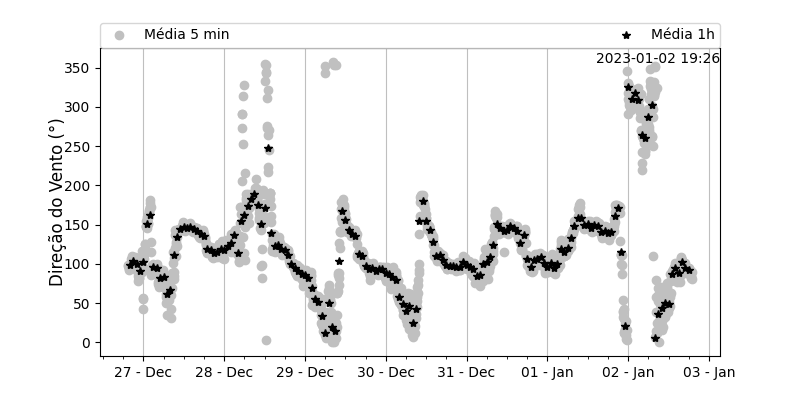 Média 5 min
Média 1h
2023-01-02 19:26
Direção do Vento (°)
350
300
250
200
150
100
50
0
27 - Dec
28 - Dec
29 - Dec
30 - Dec
31 - Dec
01 - Jan
02 - Jan
03 - Jan